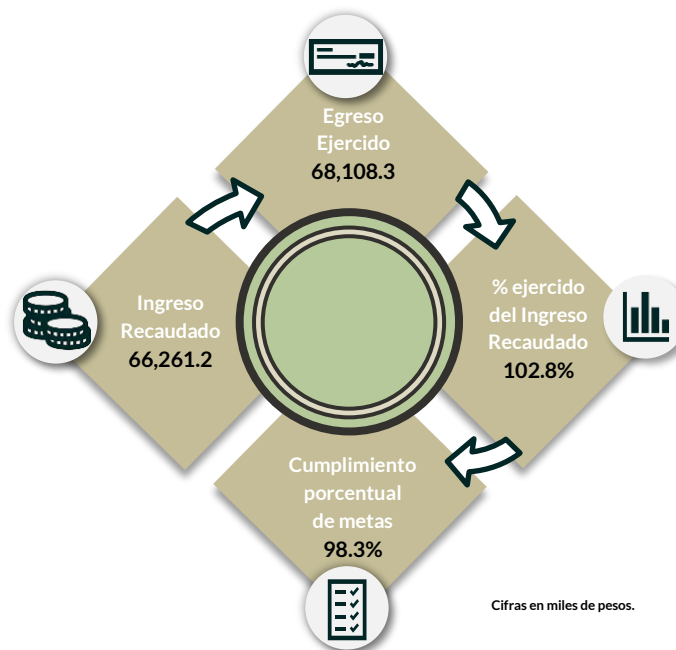 Egreso
Ejercido
68,108.3
Ingreso
Recaudado
66,261.2
% ejercido
del Ingreso
Recaudado
102.8%
Cumplimiento
porcentual
de metas
98.3%
Cifras en miles de pesos.